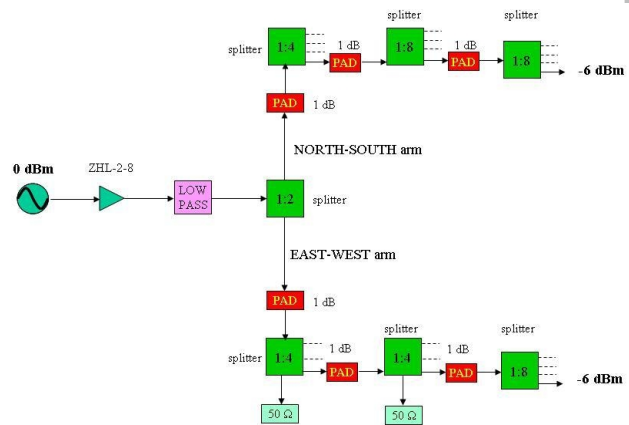 splitter
splitter
splitter
1:4
1 dB
1:8
1 dB
1:8
PAD
PAD
-6 dBm
PAD
1 dB
NORTH-SOUTH arm
0 dBm
ZHL-2-8
LOW
PASS
1:2
splitter
EAST-WEST arm
PAD
1 dB
splitter
splitter
splitter
1:4
1 dB
1:4
1 dB
1:8
PAD
PAD
-6 dBm
50 Ω
50 Ω